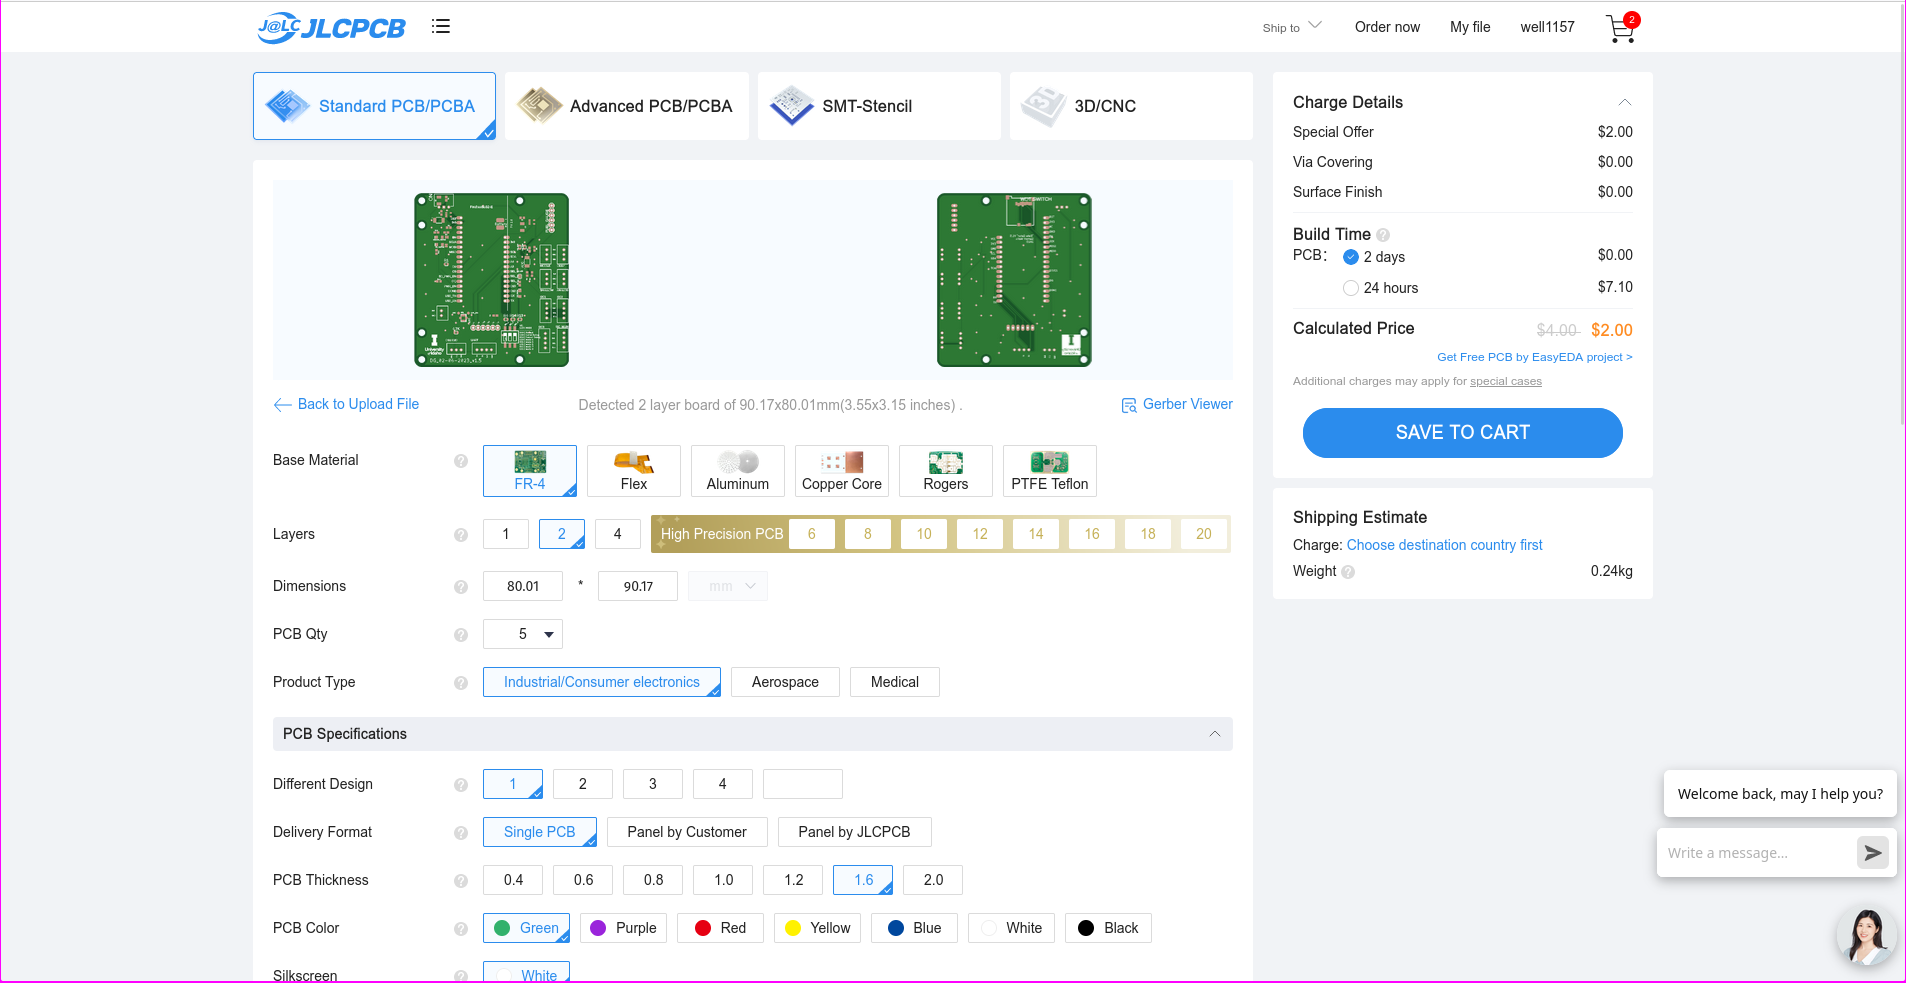 J@LC JLCPCB
Ship to
Order now
My file
well1157
2
Standard PCB/PCBA
Advanced PCB/PCBA
SMT-Stencil
3D/CNC
Back to Upload File
Detected 2 layer board of 90.17x80.01mm(3.55x3.15 inches) .
Gerber Viewer
Base Material ?
FR-4
Flex
Aluminum
Copper Core
Rogers
PTFE Teflon
Layers ?
1
2
4
High Precision PCB
6
8
10
12
14
16
18
20
Dimensions ?
80.01
*
90.17
mm
PCB Qty ?
5
Product Type ?
Industrial/Consumer electronics
Aerospace
Medical
PCB Specifications
Different Design ?
1
2
3
4
Delivery Format ?
Single PCB
Panel by Customer
Panel by JLCPCB
PCB Thickness ?
0.4
0.6
0.8
1.0
1.2
1.6
2.0
PCB Color ?
Green
Purple
Red
Yellow
Blue
White
Black
Silkscreen ?
White
Charge Details
Special Offer $2.00
Via Covering $0.00
Surface Finish $0.00
Build Time ?
PCB: 2 days $0.00
24 hours $7.10
Calculated Price $4.00 $2.00
Get Free PCB by EasyEDA project >
Additional charges may apply for special cases
SAVE TO CART
Shipping Estimate
Charge: Choose destination country first
Weight ? 0.24kg
Welcome back, may I help you?
Write a message...